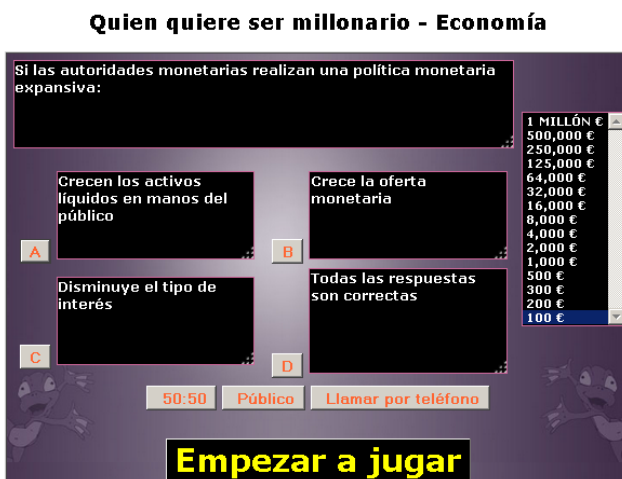 Quien quiere ser millonario - Economía
Si las autoridades monetarias realizan una política monetaria
expansiva:
1 MILLÓN €
500,000 €
250,000 €
125,000 €
64,000 €
32,000 €
16,000 €
8,000 €
4,000 €
2,000 €
1,000 €
500 €
300 €
200 €
100 €
A
Crecen los activos
líquidos en manos del
público
B
Crece la oferta
monetaria
C
Disminuye el tipo de
interés
D
Todas las respuestas
son correctas
50:50
Público
Llamar por teléfono
Empezar a jugar